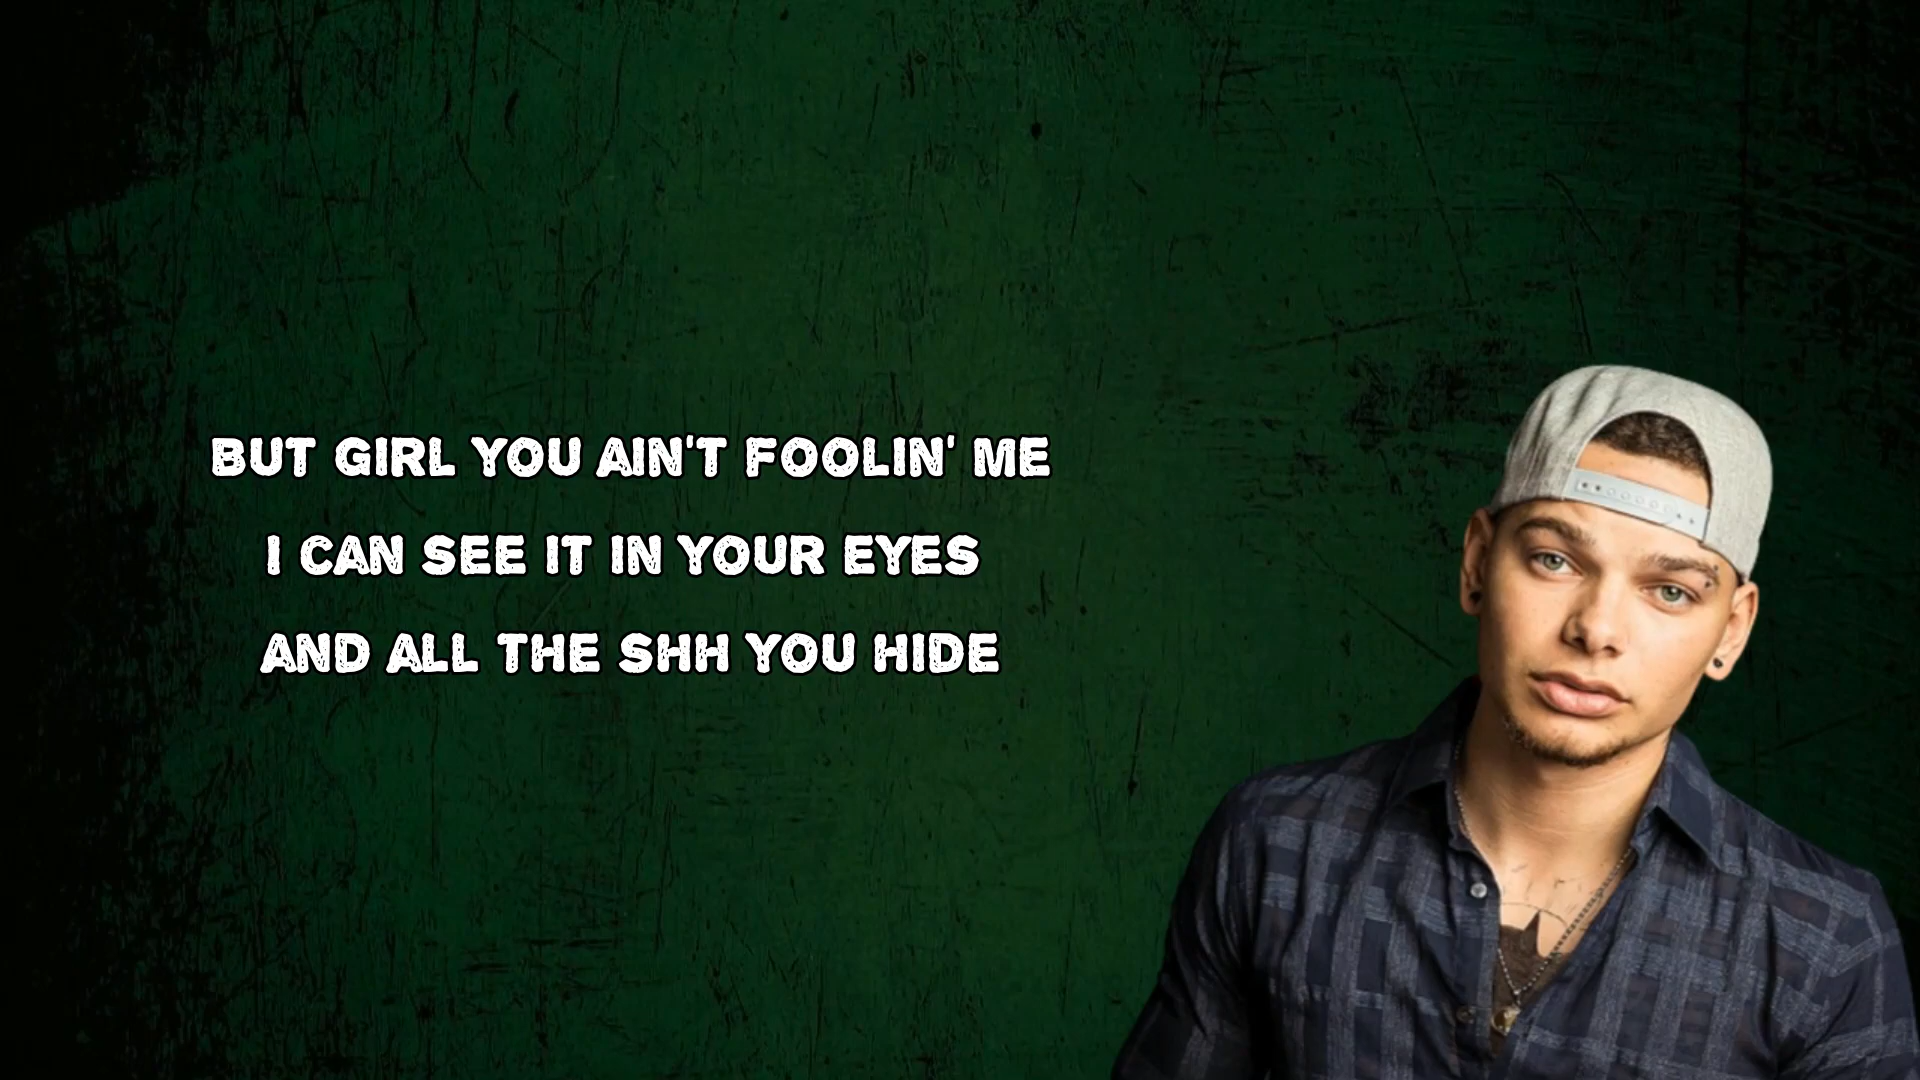 BUT GIRL YOU AIN'T FOOLIN' ME
I CAN SEE IT IN YOUR EYES
AND ALL THE SHH YOU HIDE